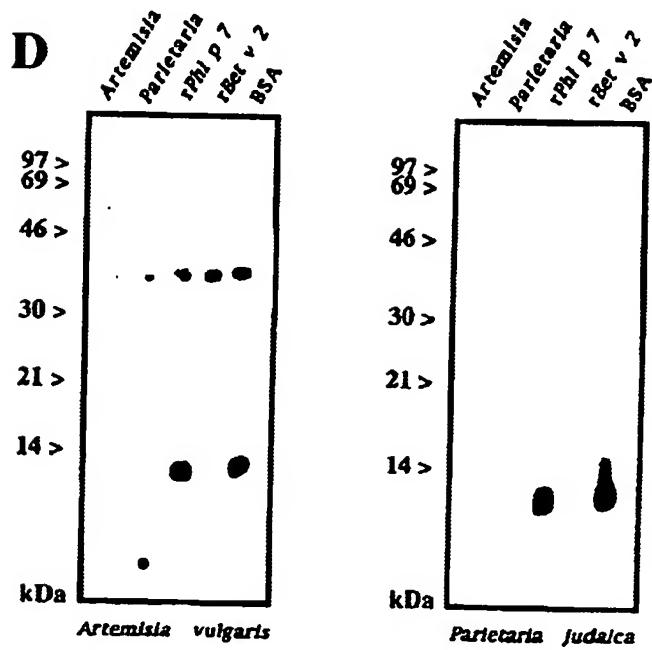 D
Artemisia
Parietaria
rPhl p 7
rBet v 2
BSA
97 >
69 >
46 >
30 >
21 >
14 >
kDa
Artemisia vulgaris
Artemisia
Parietaria
rPhl p 7
rBet v 2
BSA
97 >
69 >
46 >
30 >
21 >
14 >
kDa
Parietaria judaica